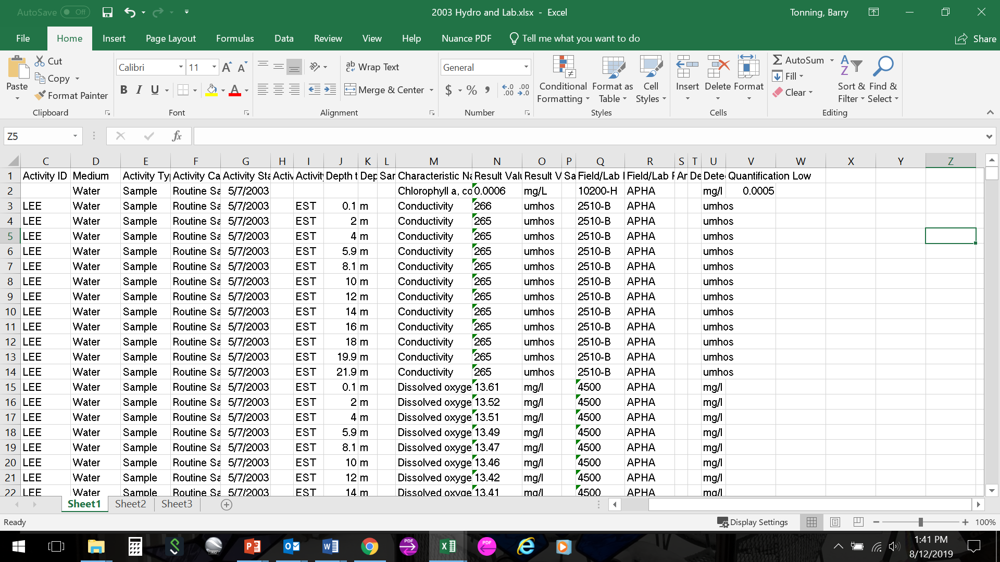 AutoSave Off 2003 Hydro and Lab.xlsx - Excel Tonning, Barry
File Home Insert Page Layout Formulas Data Review View Help Nuance PDF Tell me what you want to do Share
Paste Cut Copy Format Painter Clipboard
Calibri 11 A A B I U A Font
ab c Wrap Text Merge & Center Alignment
General $ % , .0 .00 .00 .0 Number
Conditional Formatting Format as Table Cell Styles Styles
Insert Delete Format Cells
AutoSum Fill Clear A Z Sort & Filter Find & Select Editing
Z5 fx
C D E F G H I J K L M N O P Q R S T U V W X Y Z
1 Activity ID Medium Activity Ty Activity Ca Activity Sta Activ Activity Depth t Dep Sar Characteristic Na Result Valu Result V Sa Field/Lab I Field/Lab P Ar De Dete Quantification Low
2 Water Sample Routine Sa 5/7/2003 Chlorophyll a, co 0.0006 mg/L 10200-H APHA mg/l 0.0005
3 LEE Water Sample Routine Sa 5/7/2003 EST 0.1 m Conductivity 266 umhos 2510-B APHA umhos
4 LEE Water Sample Routine Sa 5/7/2003 EST 2 m Conductivity 265 umhos 2510-B APHA umhos
5 LEE Water Sample Routine Sa 5/7/2003 EST 4 m Conductivity 265 umhos 2510-B APHA umhos
6 LEE Water Sample Routine Sa 5/7/2003 EST 5.9 m Conductivity 265 umhos 2510-B APHA umhos
7 LEE Water Sample Routine Sa 5/7/2003 EST 8.1 m Conductivity 265 umhos 2510-B APHA umhos
8 LEE Water Sample Routine Sa 5/7/2003 EST 10 m Conductivity 265 umhos 2510-B APHA umhos
9 LEE Water Sample Routine Sa 5/7/2003 EST 12 m Conductivity 265 umhos 2510-B APHA umhos
10 LEE Water Sample Routine Sa 5/7/2003 EST 14 m Conductivity 265 umhos 2510-B APHA umhos
11 LEE Water Sample Routine Sa 5/7/2003 EST 16 m Conductivity 265 umhos 2510-B APHA umhos
12 LEE Water Sample Routine Sa 5/7/2003 EST 18 m Conductivity 265 umhos 2510-B APHA umhos
13 LEE Water Sample Routine Sa 5/7/2003 EST 19.9 m Conductivity 265 umhos 2510-B APHA umhos
14 LEE Water Sample Routine Sa 5/7/2003 EST 21.9 m Conductivity 265 umhos 2510-B APHA umhos
15 LEE Water Sample Routine Sa 5/7/2003 EST 0.1 m Dissolved oxyge 13.61 mg/l 4500 APHA mg/l
16 LEE Water Sample Routine Sa 5/7/2003 EST 2 m Dissolved oxyge 13.52 mg/l 4500 APHA mg/l
17 LEE Water Sample Routine Sa 5/7/2003 EST 4 m Dissolved oxyge 13.51 mg/l 4500 APHA mg/l
18 LEE Water Sample Routine Sa 5/7/2003 EST 5.9 m Dissolved oxyge 13.49 mg/l 4500 APHA mg/l
19 LEE Water Sample Routine Sa 5/7/2003 EST 8.1 m Dissolved oxyge 13.47 mg/l 4500 APHA mg/l
20 LEE Water Sample Routine Sa 5/7/2003 EST 10 m Dissolved oxyge 13.46 mg/l 4500 APHA mg/l
21 LEE Water Sample Routine Sa 5/7/2003 EST 12 m Dissolved oxyge 13.42 mg/l 4500 APHA mg/l
22 LEE Water Sample Routine Sa 5/7/2003 EST 14 m Dissolved oxyge 13.41 mg/l 4500 APHA mg/l
Sheet1 Sheet2 Sheet3
Ready Display Settings 100%
1:41 PM
8/12/2019